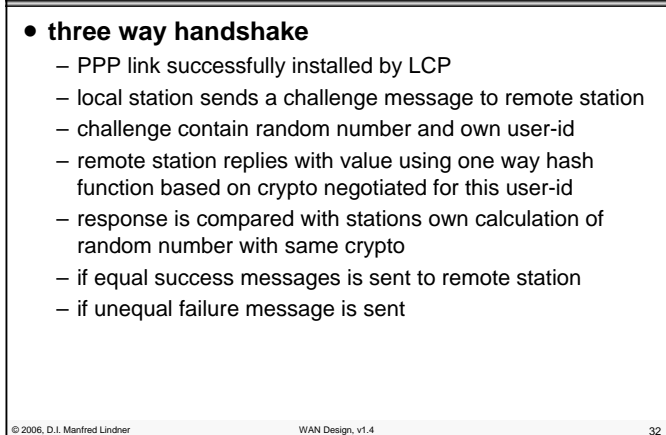 • three way handshake
– PPP link successfully installed by LCP
– local station sends a challenge message to remote station
– challenge contain random number and own user-id
– remote station replies with value using one way hash
function based on crypto negotiated for this user-id
– response is compared with stations own calculation of
random number with same crypto
– if equal success messages is sent to remote station
– if unequal failure message is sent
© 2006, D.I. Manfred Lindner WAN Design, v1.4 32